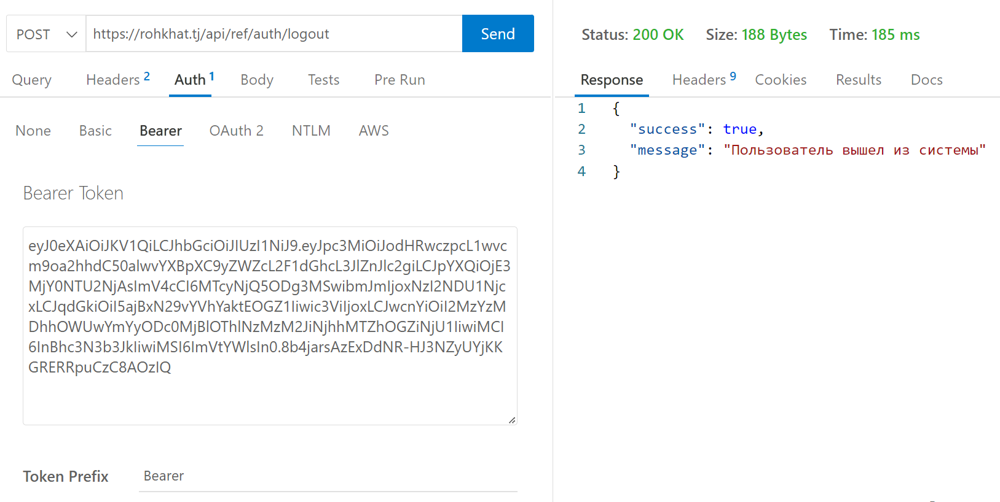 POST
https://rohkhat.tj/api/ref/auth/logout
Send
Query
Headers 2
Auth 1
Body
Tests
Pre Run
None
Basic
Bearer
OAuth 2
NTLM
AWS
Bearer Token
eyJ0eXAiOiJKV1QiLCJhbGciOiJIUzI1NiJ9.eyJpc3MiOiJodHRwczpcL1wvc
m9oa2hhdC50alwvYXBpXC9yZWZcL2F1dGhcL3JlZnJlc2giLCJpYXQiOjE3
MjY0NTU2NjAsImV4cCI6MTcyNjQ5ODg3MSwibmJmIjoxNzI2NDU1Njc
xLCJqdGkiOiI5ajBxN29vYVhYaktEOGZ1Iiwic3ViIjoxLCJwcnYiOiI2MzYzM
DhhOWUwYmYyODc0MjBlOThlNzMzM2JiNjhhMTZhOGZiNjU1IiwiMCI
6InBhc3N3b3JkIiwiMSI6ImVtYWlsIn0.8b4jarsAzExDdNR-HJ3NZyUYjKK
GRERRpuCzC8AOzlQ
Token Prefix
Bearer
Status: 200 OK
Size: 188 Bytes
Time: 185 ms
Response
Headers 9
Cookies
Results
Docs
1 {
2 "success": true,
3 "message": "Пользователь вышел из системы"
4 }